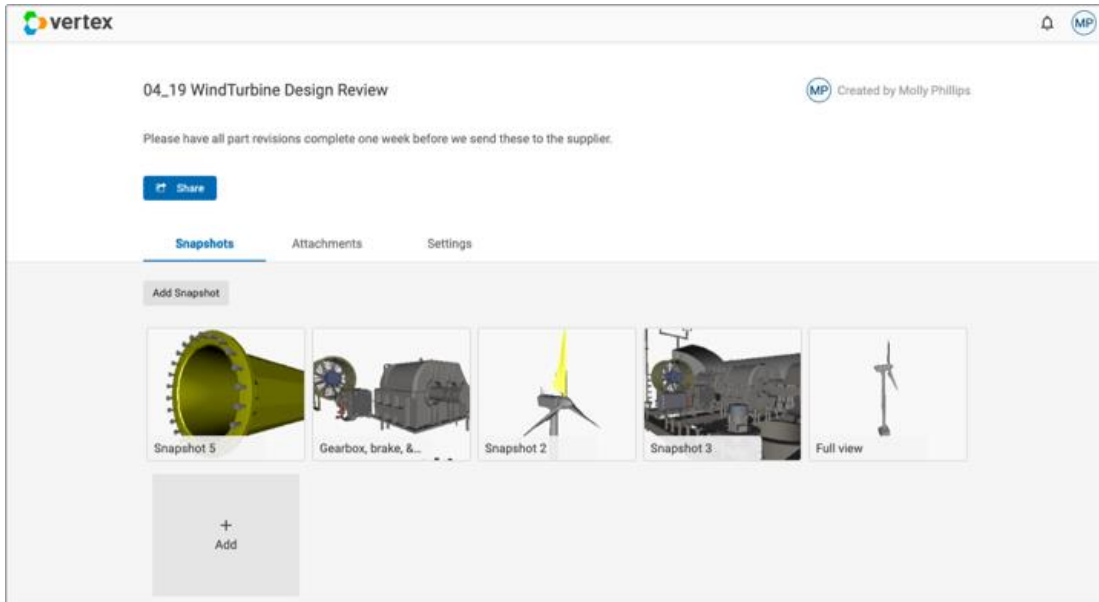 vertex
MP
04_19 WindTurbine Design Review
MP Created by Molly Phillips
Please have all part revisions complete one week before we send these to the supplier.
Share
Snapshots Attachments Settings
Add Snapshot
Snapshot 5 Gearbox, brake, &... Snapshot 2 Snapshot 3 Full view
+
Add